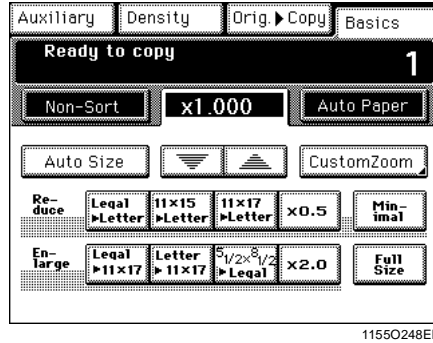 Auxiliary Density Orig.▶Copy Basics
Ready to copy
1
Non-Sort x1.000 Auto Paper
Auto Size CustomZoom
Re-
duce
Legal
▶Letter
11×15
▶Letter
11×17
▶Letter
x0.5
Min-
imal
En-
large
Legal
▶11×17
Letter
▶11×17
5 1/2×8 1/2
▶Legal
x2.0
Full
Size
1155O248E